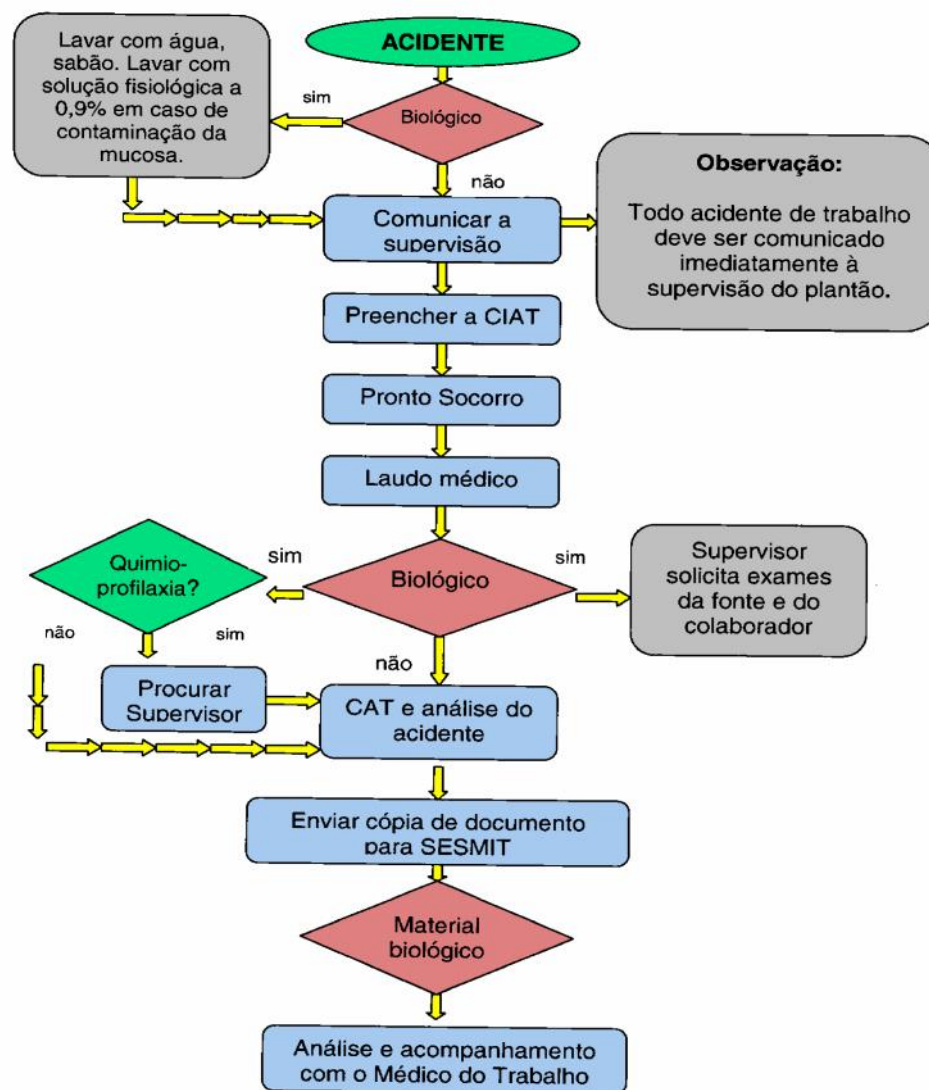 ACIDENTE
Lavar com água,
sabão. Lavar com
solução fisiológica a
0,9% em caso de
contaminação da
mucosa.
sim
Biológico
não
Observação:
Todo acidente de trabalho
deve ser comunicado
imediatamente à
supervisão do plantão.
Comunicar a
supervisão
Preencher a CIAT
Pronto Socorro
Laudo médico
Quimio-
profilaxia?
sim
Biológico
sim
Supervisor
solicita exames
da fonte e do
colaborador
não
sim
não
Procurar
Supervisor
CAT e análise do
acidente
Enviar cópia de documento
para SESMIT
Material
biológico
Análise e acompanhamento
com o Médico do Trabalho